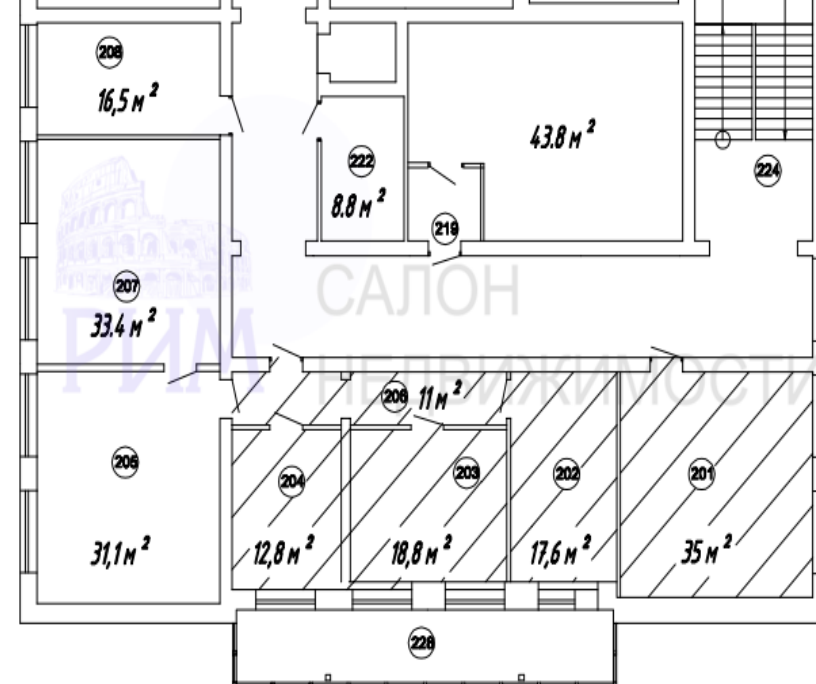 208
16,5 м²
43.8 м²
222
224
8.8 м²
219
САЛОН
207
33.4 м²
РИМ
НЕДВИЖИМОСТИ
206 11 м²
205
204
203
202
201
31,1 м²
12,8 м²
18,8 м²
17,6 м²
35 м²
226